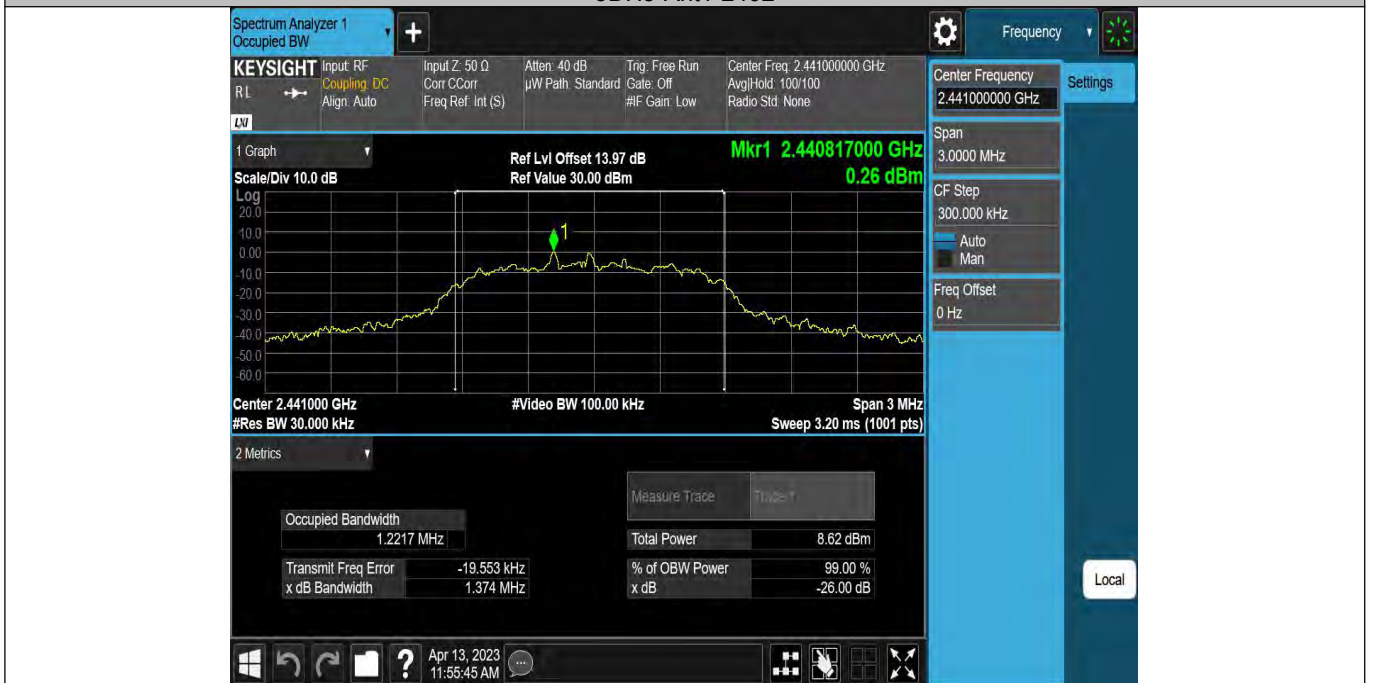 Spectrum Analyzer 1
Occupied BW
Frequency
KEYSIGHT
RL
LXI
Input: RF
Coupling: DC
Align: Auto
Input Z: 50 Ω
Corr CCorr
Freq Ref: Int (S)
Atten: 40 dB
µW Path: Standard
Trig: Free Run
Gate: Off
#IF Gain: Low
Center Freq: 2.441000000 GHz
Avg|Hold: 100/100
Radio Std: None
Center Frequency
2.441000000 GHz
Settings
Span
3.0000 MHz
CF Step
300.000 kHz
Auto
Man
Freq Offset
0 Hz
Local
1 Graph
Scale/Div 10.0 dB
Ref Lvl Offset 13.97 dB
Ref Value 30.00 dBm
Mkr1 2.440817000 GHz
0.26 dBm
Log
20.0
10.0
0.00
-10.0
-20.0
-30.0
-40.0
-50.0
-60.0
1
Center 2.441000 GHz
#Video BW 100.00 kHz
Span 3 MHz
#Res BW 30.000 kHz
Sweep 3.20 ms (1001 pts)
2 Metrics
Measure Trace
Trace 1
Occupied Bandwidth
1.2217 MHz
Total Power 8.62 dBm
Transmit Freq Error -19.553 kHz
% of OBW Power 99.00 %
x dB Bandwidth 1.374 MHz
x dB -26.00 dB
?
Apr 13, 2023
11:55:45 AM